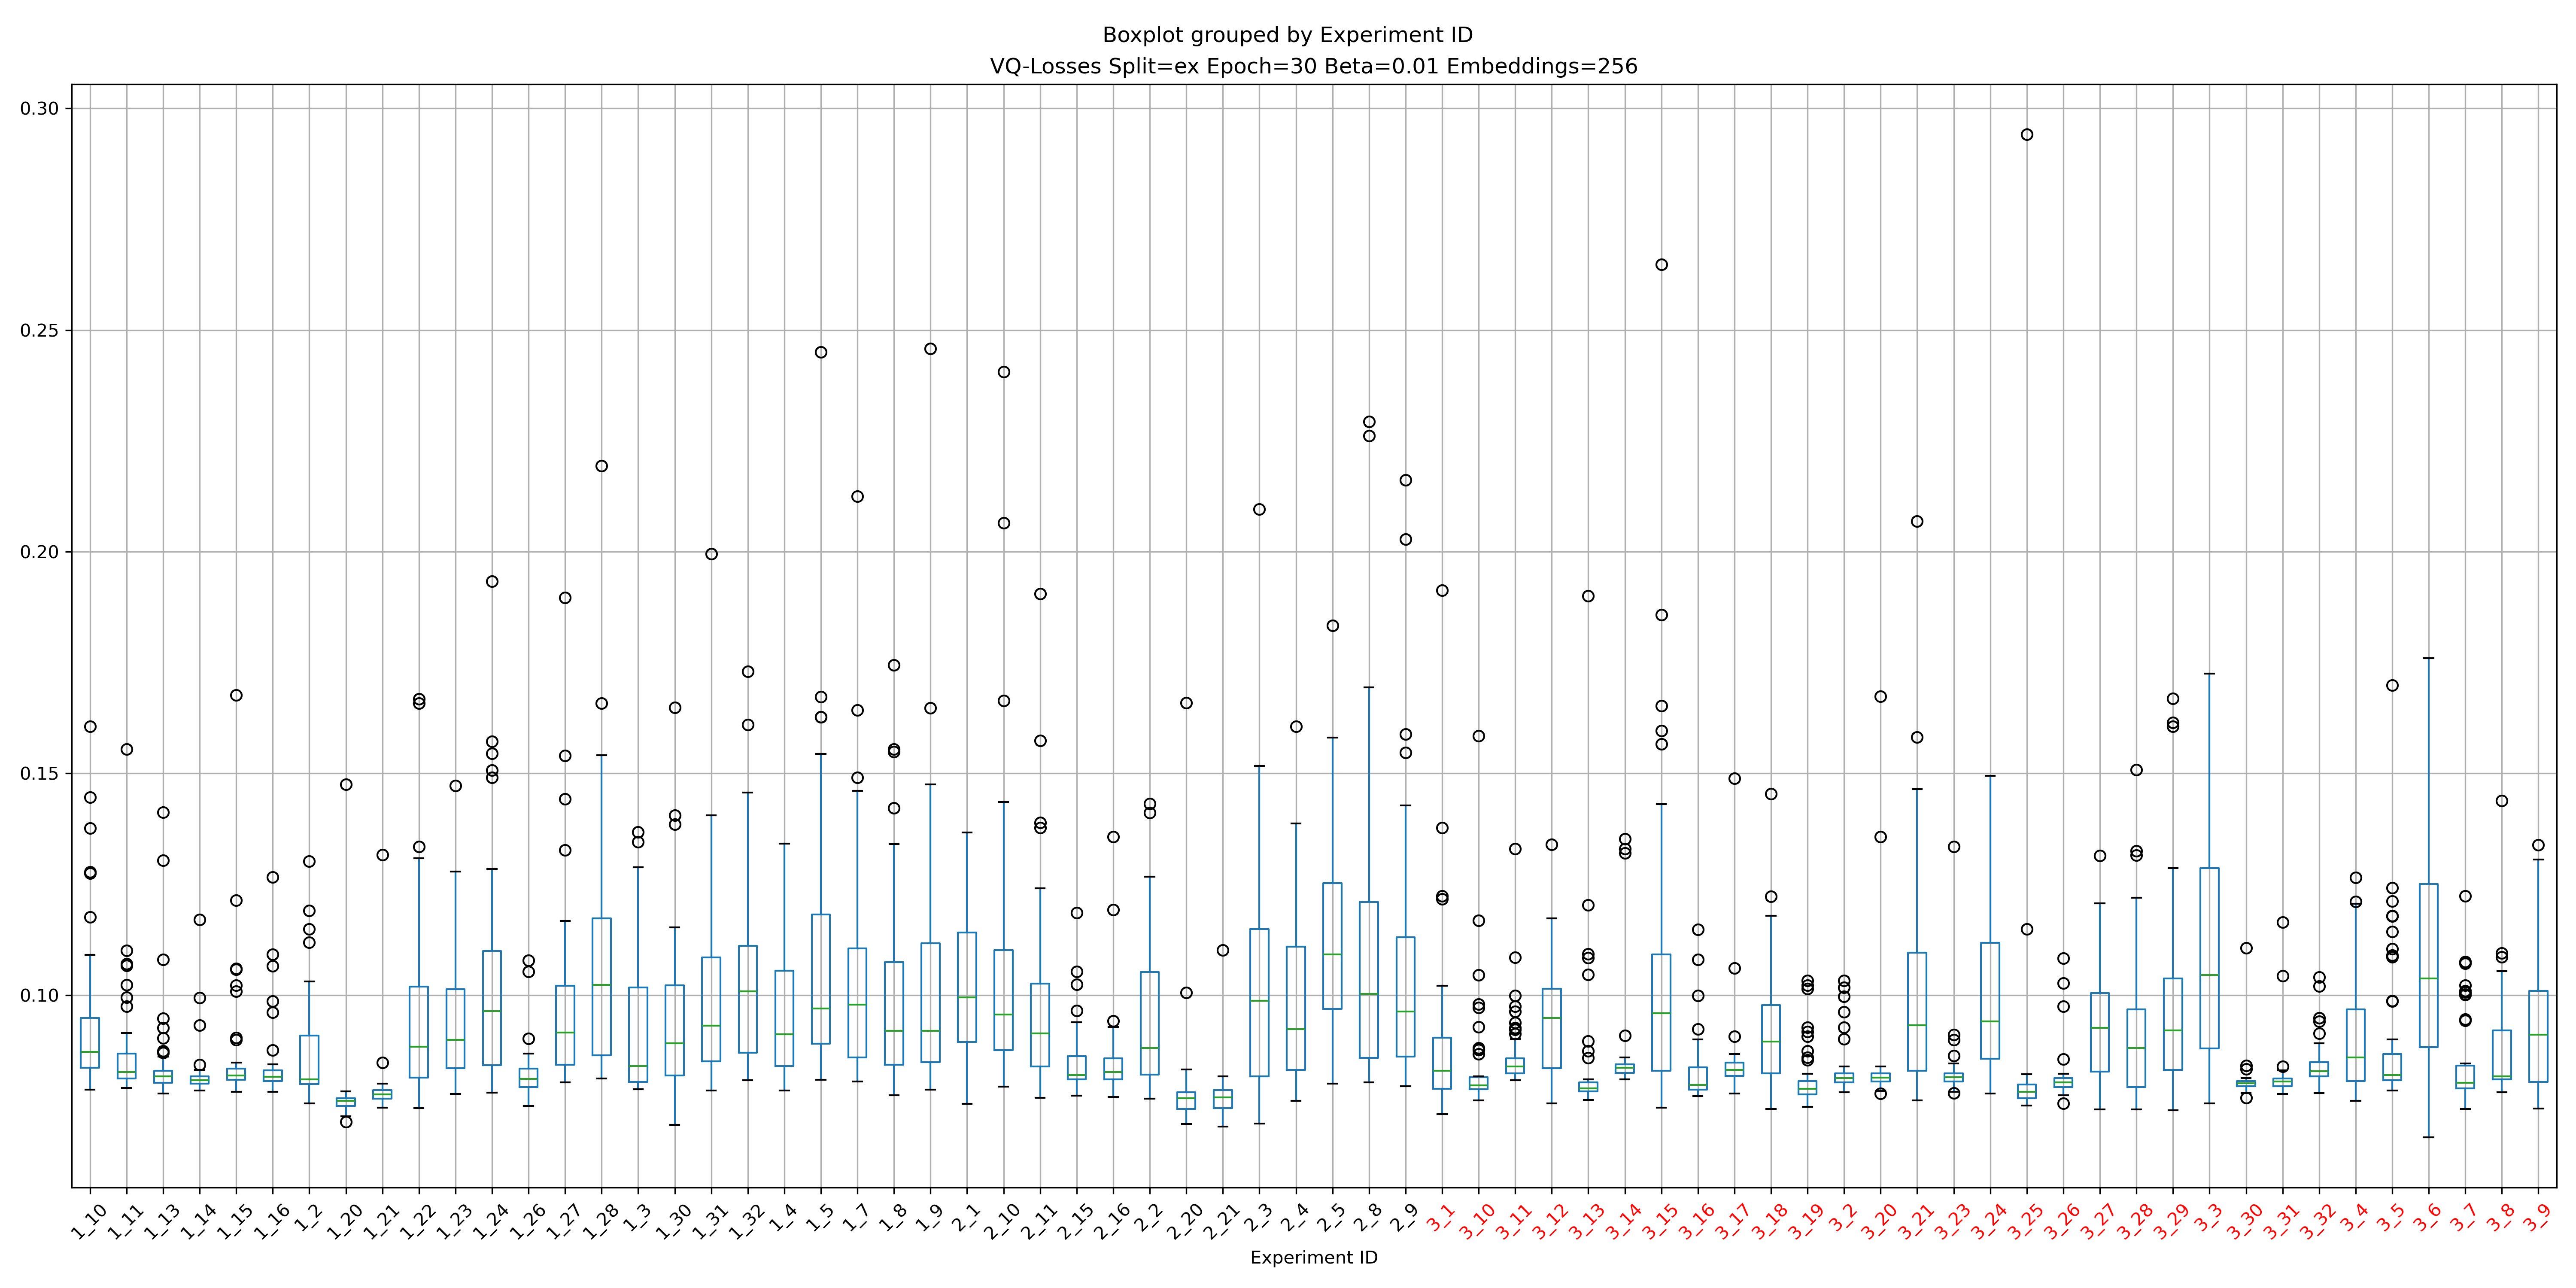 Boxplot grouped by Experiment ID
VQ-Losses Split=ex Epoch=30 Beta=0.01 Embeddings=256
0.30
0.25
0.20
0.15
0.10
1_10 1_11 1_13 1_14 1_15 1_16 1_2 1_20 1_21 1_22 1_23 1_24 1_26 1_27 1_28 1_3 1_30 1_31 1_32 1_4 1_5 1_7 1_8 1_9 2_1 2_10 2_11 2_15 2_16 2_2 2_20 2_21 2_3 2_4 2_5 2_8 2_9 3_1 3_10 3_11 3_12 3_13 3_14 3_15 3_16 3_17 3_18 3_19 3_2 3_20 3_21 3_23 3_24 3_25 3_26 3_27 3_28 3_29 3_3 3_30 3_31 3_32 3_4 3_5 3_6 3_7 3_8 3_9
Experiment ID